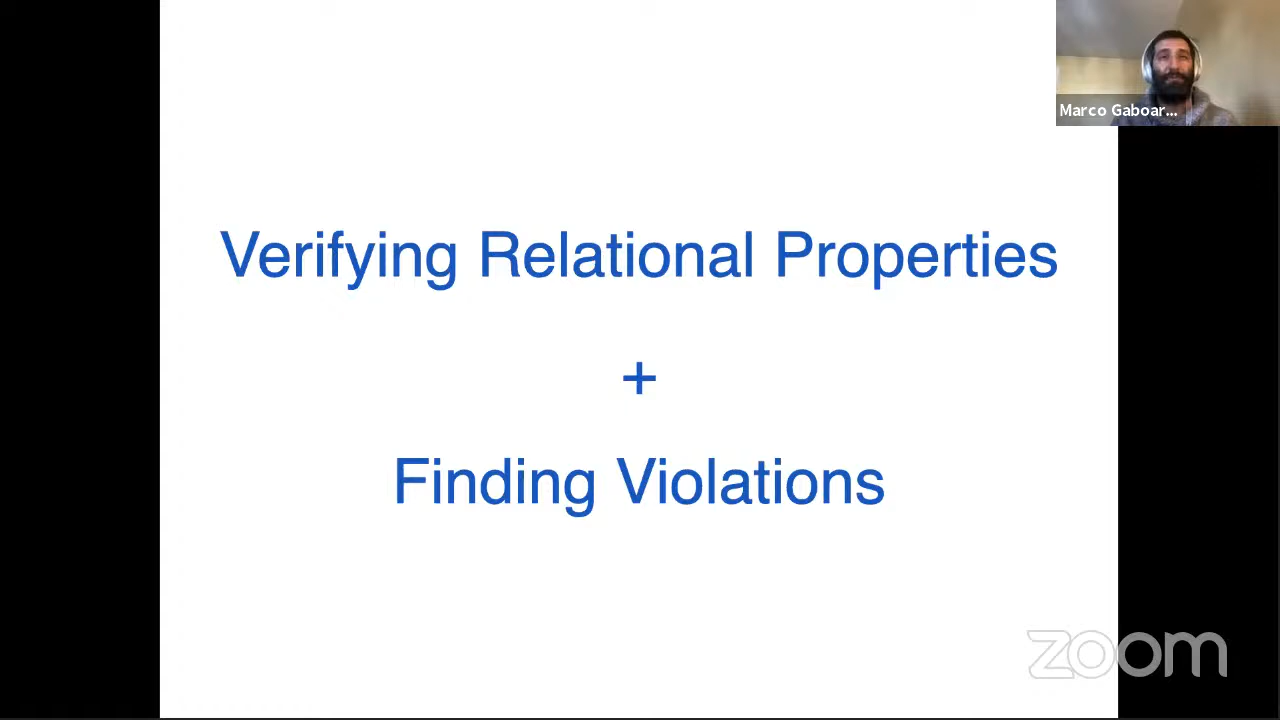 Marco Gaboar...
Verifying Relational Properties
+
Finding Violations
zoom